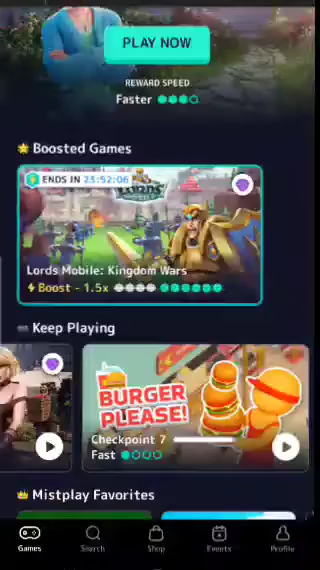 PLAY NOW
REWARD SPEED
Faster
Boosted Games
ENDS IN 23:52:06
LORDS
Lords Mobile: Kingdom Wars
Boost - 1.5x
Keep Playing
BURGER
PLEASE!
Checkpoint 7
Fast
Mistplay Favorites
Games
Search
Shop
Events
Profile